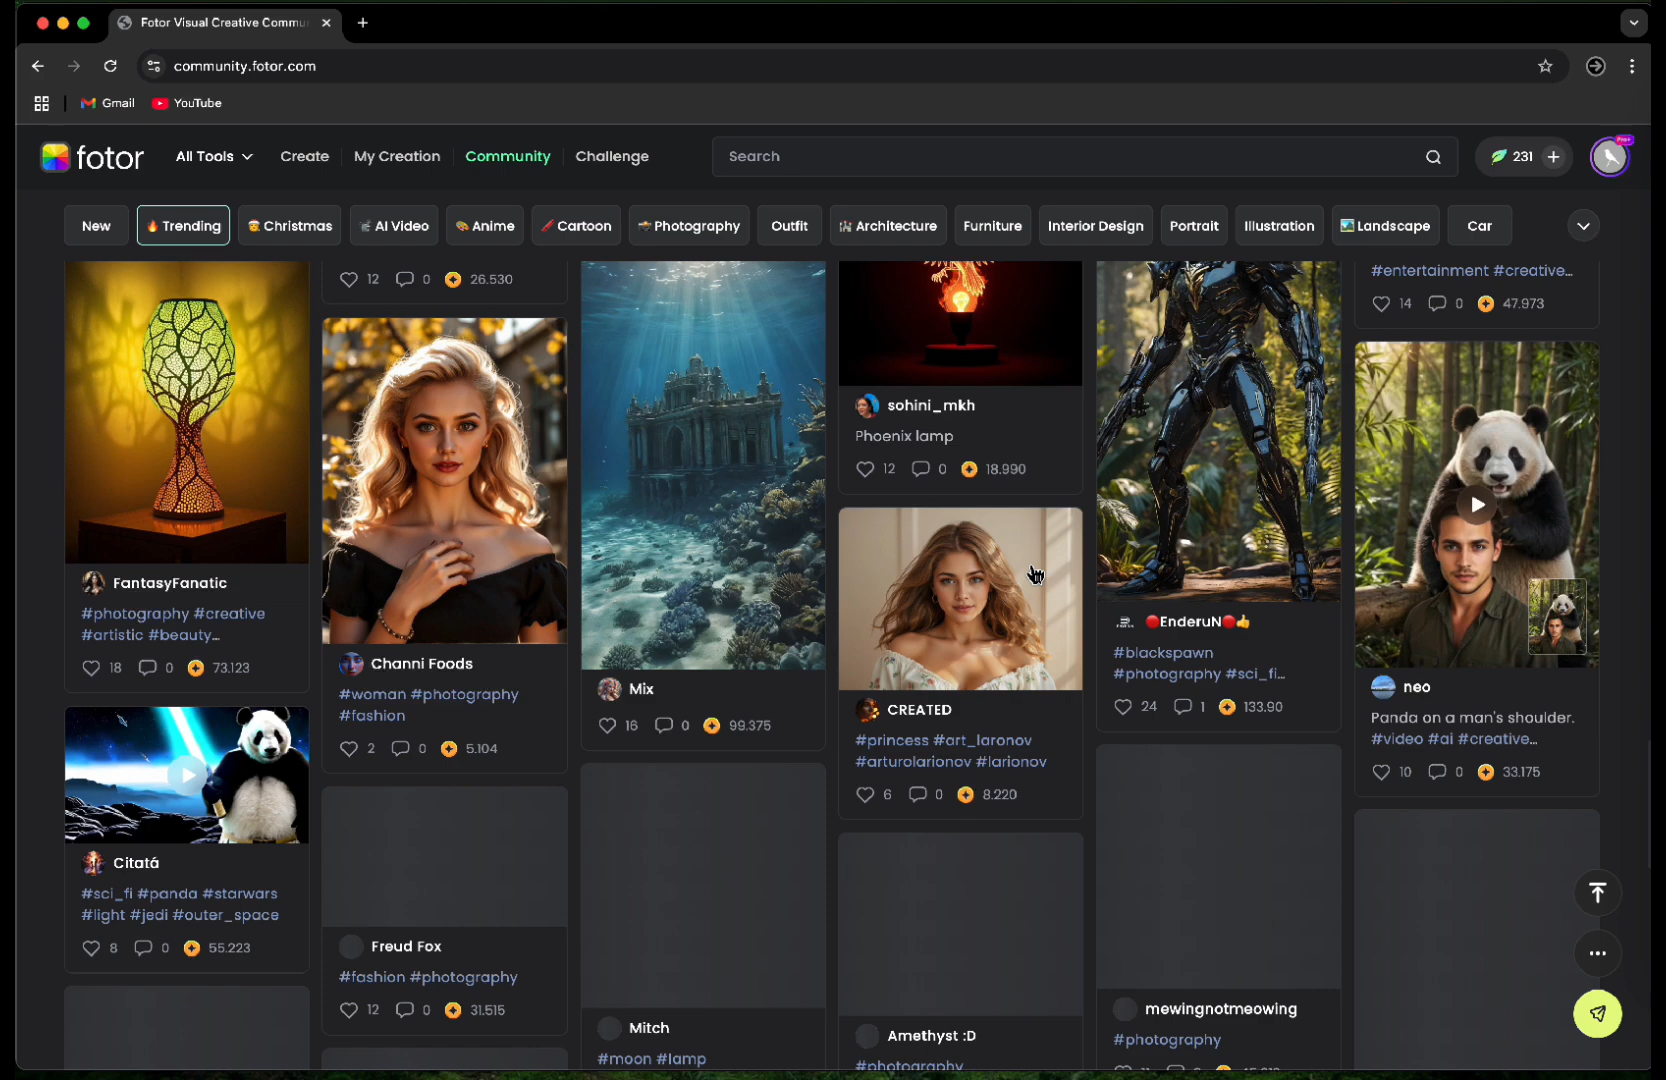 Fotor Visual Creative Commu
community.fotor.com
Gmail YouTube
fotor All Tools Create My Creation Community Challenge Search 231
New Trending Christmas AI Video Anime Cartoon Photography Outfit Architecture Furniture Interior Design Portrait Illustration Landscape Car
FantasyFanatic
#photography #creative
#artistic #beauty...
18 0 73.123
Citatá
#sci_fi #panda #starwars
#light #jedi #outer_space
8 0 55.223
12 0 26.530
Channi Foods
#woman #photography
#fashion
2 0 5.104
Freud Fox
#fashion #photography
12 0 31.515
Mix
16 0 99.375
Mitch
#moon #lamp
sohini_mkh
Phoenix lamp
12 0 18.990
CREATED
#princess #art_laronov
#arturolarionov #larionov
6 0 8.220
Amethyst :D
#photography
EnderuN
#blackspawn
#photography #sci_fi...
24 1 133.90
mewingnotmeowing
#photography
#entertainment #creative...
14 0 47.973
neo
Panda on a man's shoulder.
#video #ai #creative...
10 0 33.175